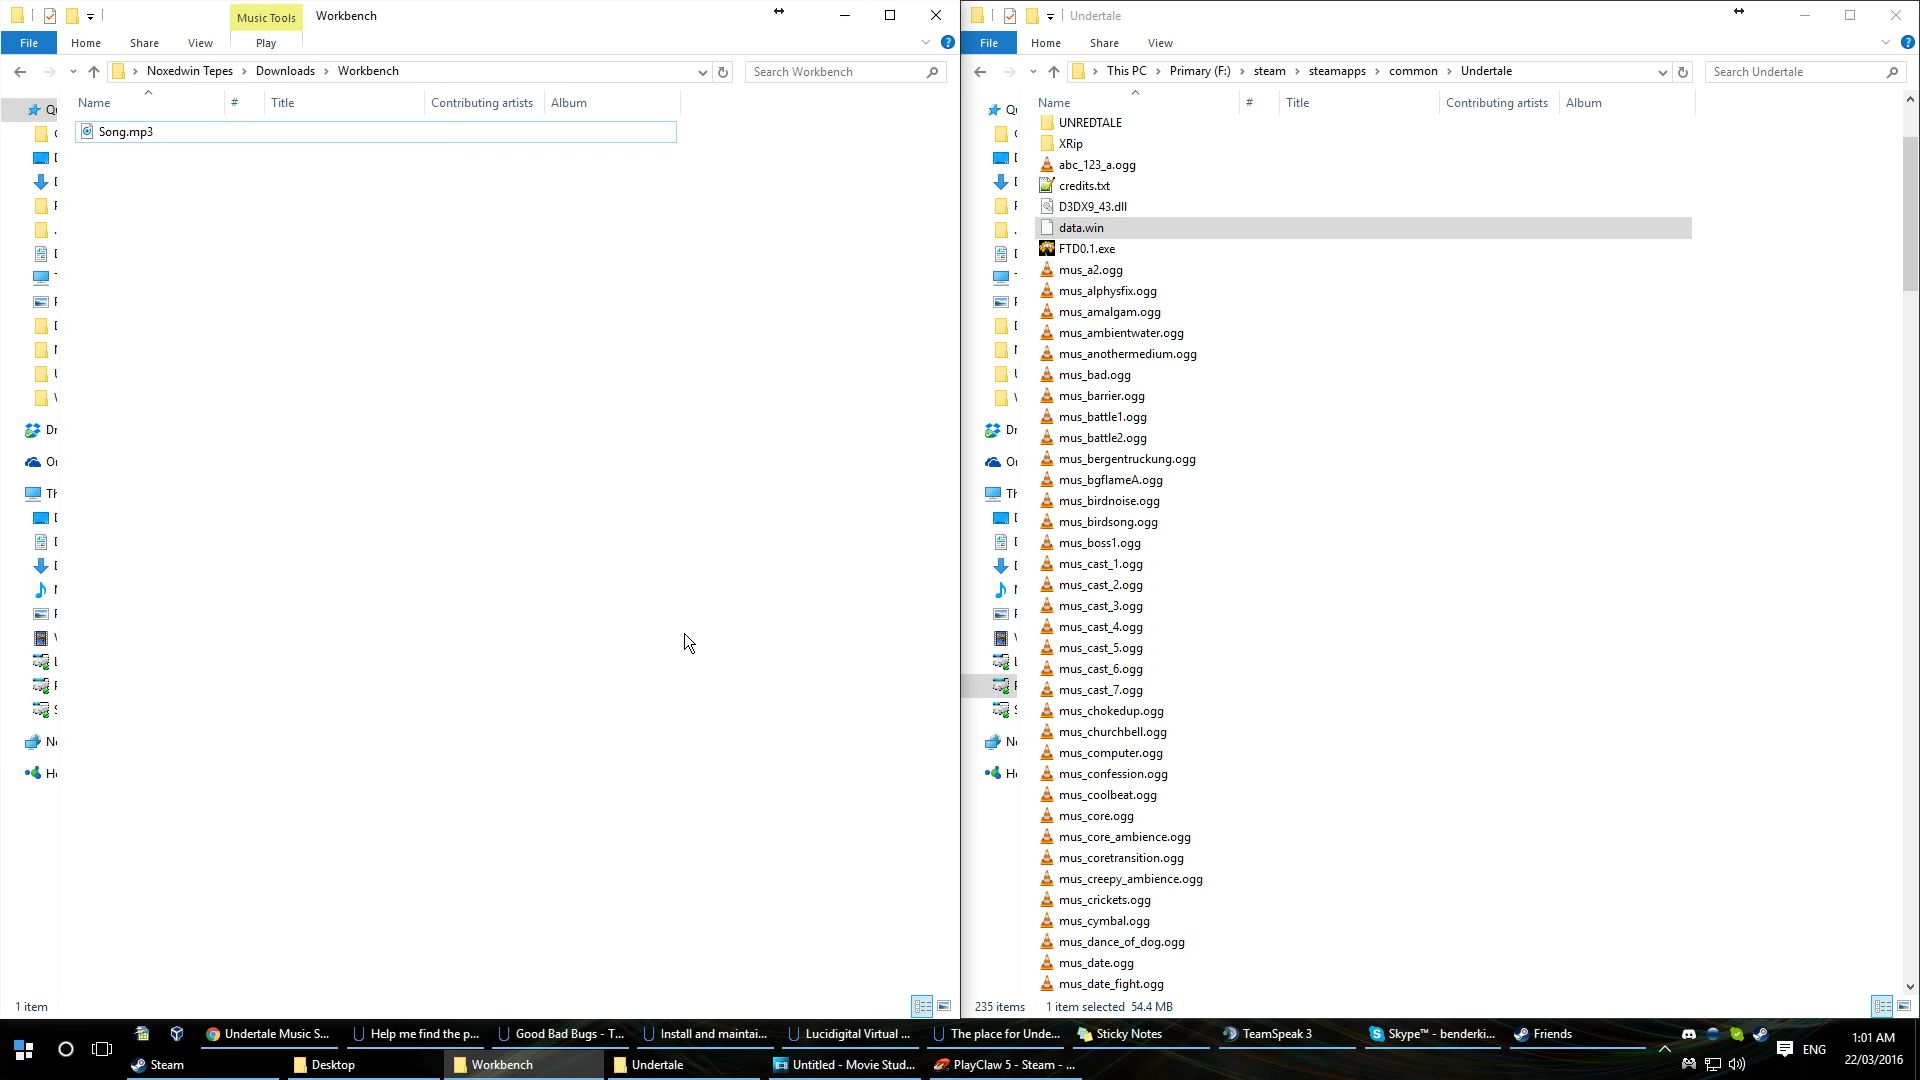 Music Tools
Workbench
File
Home
Share
View
Play
Noxedwin Tepes
Downloads
Workbench
Search Workbench
Name
#
Title
Contributing artists
Album
Song.mp3
1 item
Undertale
File
Home
Share
View
This PC
Primary (F:)
steam
steamapps
common
Undertale
Search Undertale
Name
#
Title
Contributing artists
Album
UNREDTALE
XRip
abc_123_a.ogg
credits.txt
D3DX9_43.dll
data.win
FTD0.1.exe
mus_a2.ogg
mus_alphysfix.ogg
mus_amalgam.ogg
mus_ambientwater.ogg
mus_anothermedium.ogg
mus_bad.ogg
mus_barrier.ogg
mus_battle1.ogg
mus_battle2.ogg
mus_bergentruckung.ogg
mus_bgflameA.ogg
mus_birdnoise.ogg
mus_birdsong.ogg
mus_boss1.ogg
mus_cast_1.ogg
mus_cast_2.ogg
mus_cast_3.ogg
mus_cast_4.ogg
mus_cast_5.ogg
mus_cast_6.ogg
mus_cast_7.ogg
mus_chokedup.ogg
mus_churchbell.ogg
mus_computer.ogg
mus_confession.ogg
mus_coolbeat.ogg
mus_core.ogg
mus_core_ambience.ogg
mus_coretransition.ogg
mus_creepy_ambience.ogg
mus_crickets.ogg
mus_cymbal.ogg
mus_dance_of_dog.ogg
mus_date.ogg
mus_date_fight.ogg
235 items
1 item selected 54.4 MB
Undertale Music S...
Help me find the p...
Good Bad Bugs - T...
Install and maintai...
Lucidigital Virtual ...
The place for Unde...
Sticky Notes
TeamSpeak 3
Skype™ - benderki...
Friends
Steam
Desktop
Workbench
Undertale
Untitled - Movie Stud...
PlayClaw 5 - Steam - ...
ENG
1:01 AM
22/03/2016